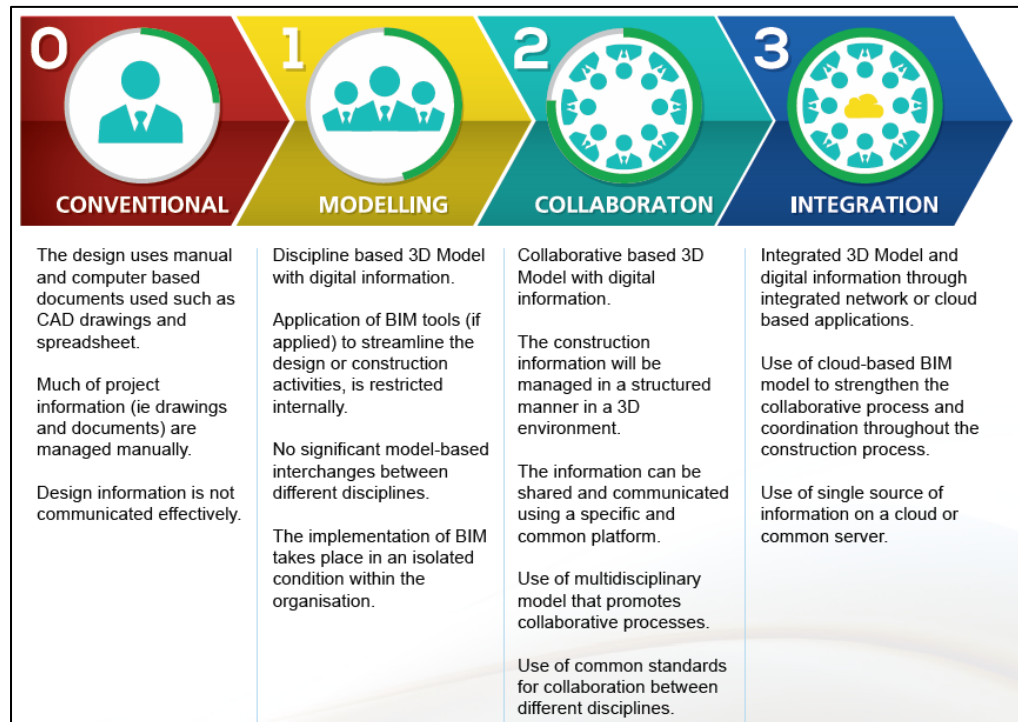 0
CONVENTIONAL
The design uses manual
and computer based
documents used such as
CAD drawings and
spreadsheet.
Much of project
information (ie drawings
and documents) are
managed manually.
Design information is not
communicated effectively.
1
MODELLING
Discipline based 3D Model
with digital information.
Application of BIM tools (if
applied) to streamline the
design or construction
activities, is restricted
internally.
No significant model-based
interchanges between
different disciplines.
The implementation of BIM
takes place in an isolated
condition within the
organisation.
2
COLLABORATON
Collaborative based 3D
Model with digital
information.
The construction
information will be
managed in a structured
manner in a 3D
environment.
The information can be
shared and communicated
using a specific and
common platform.
Use of multidisciplinary
model that promotes
collaborative processes.
Use of common standards
for collaboration between
different disciplines.
3
INTEGRATION
Integrated 3D Model and
digital information through
integrated network or cloud
based applications.
Use of cloud-based BIM
model to strengthen the
collaborative process and
coordination throughout the
construction process.
Use of single source of
information on a cloud or
common server.